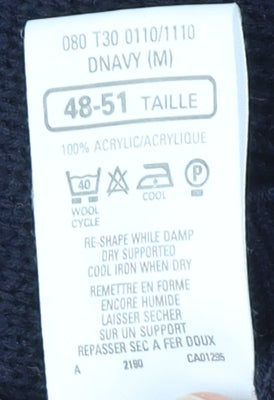 080 T30 0110/1110
DNAVY (M)
48-51 TAILLE
100% ACRYLIC/ACRYLIQUE
40 P
WOOL COOL
CYCLE
RE-SHAPE WHILE DAMP
DRY SUPPORTED
COOL IRON WHEN DRY
REMETTRE EN FORME
ENCORE HUMIDE
LAISSER SECHER
SUR UN SUPPORT
REPASSER SEC A FER DOUX
A 2190 CA01295